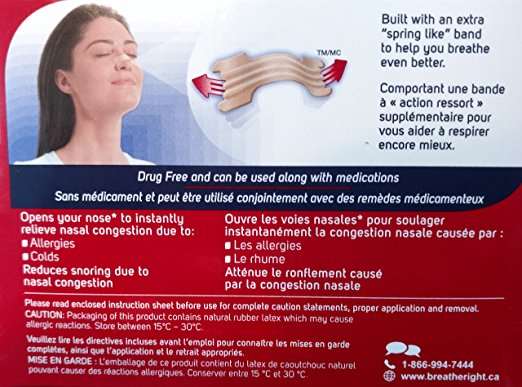 Built with an extra
"spring like" band
to help you breathe
even better.
TM/MC
Comportant une bande
à « action ressort »
supplémentaire pour
vous aider à respirer
encore mieux.
Drug Free and can be used along with medications
Sans médicament et peut être utilisé conjointement avec des remèdes médicamenteux
Opens your nose* to instantly
relieve nasal congestion due to:
Allergies
Colds
Reduces snoring due to
nasal congestion
Ouvre les voies nasales* pour soulager
instantanément la congestion nasale causée par :
Les allergies
Le rhume
Atténue le ronflement causé
par la congestion nasale
Please read enclosed instruction sheet before use for complete caution statements, proper application and removal.
CAUTION: Packaging of this product contains natural rubber latex which may cause
allergic reactions. Store between 15°C – 30°C.
Veuillez lire les directives incluses avant l'emploi pour connaître les mises en garde
complètes, ainsi que l'application et le retrait appropriés.
MISE EN GARDE : L'emballage de ce produit contient du latex de caoutchouc naturel
pouvant causer des réactions allergiques. Conserver entre 15 °C et 30 °C.
1-866-994-7444
www.breatheright.ca